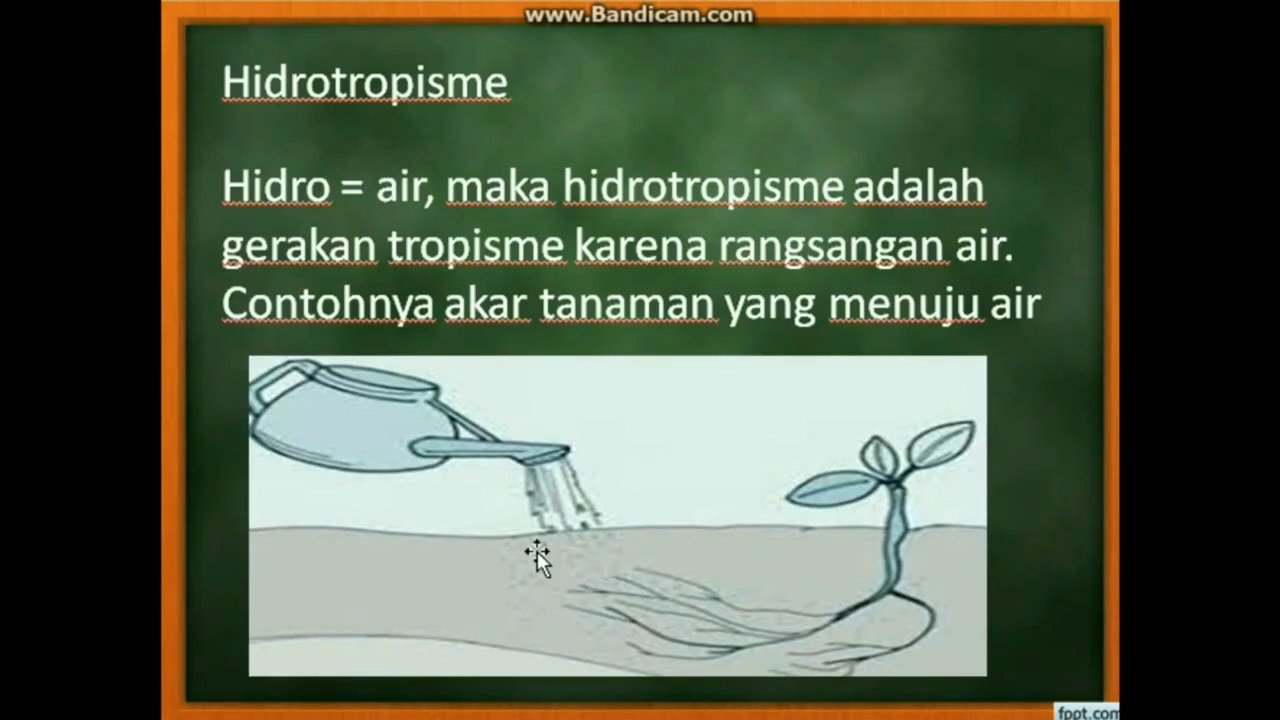 www.Bandicam.com
Hidrotropisme
Hidro = air, maka hidrotropisme adalah
gerakan tropisme karena rangsangan air.
Contohnya akar tanaman yang menuju air
fppt.com